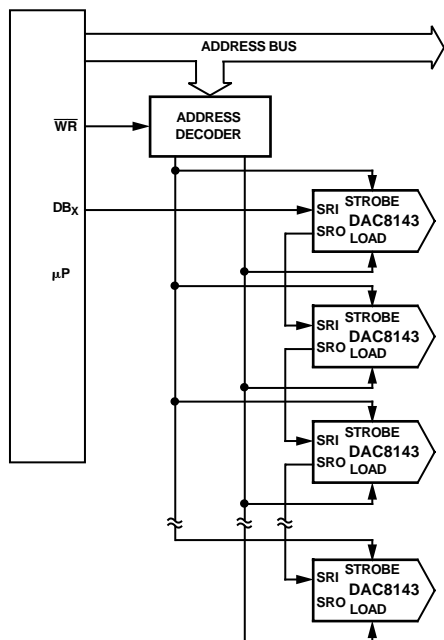 ADDRESS BUS
ADDRESS
DECODER
WR
DBX
µP
STROBE
SRI
DAC8143
SRO
LOAD
STROBE
SRI
DAC8143
SRO
LOAD
STROBE
SRI
DAC8143
SRO
LOAD
STROBE
SRI
DAC8143
SRO
LOAD